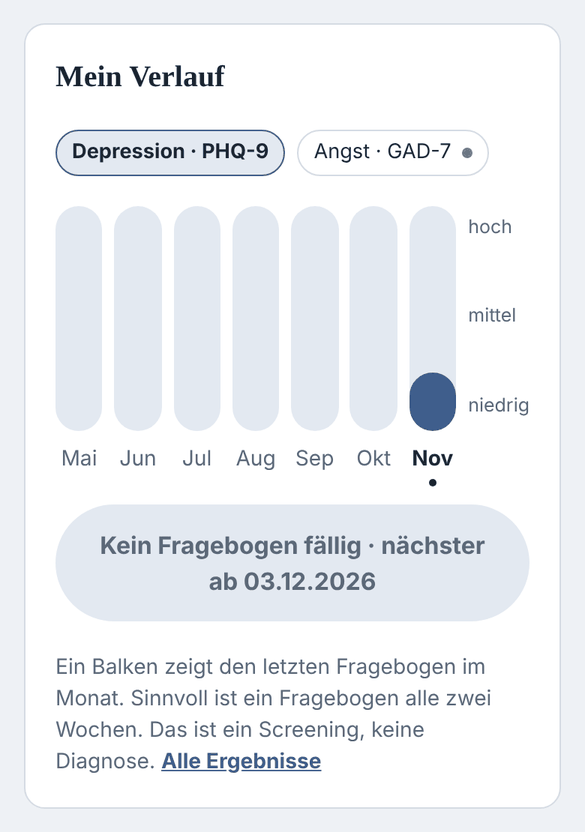 Mein Verlauf
Depression · PHQ-9
Angst · GAD-7
hoch
mittel
niedrig
Mai Jun Jul Aug Sep Okt Nov
Kein Fragebogen fällig · nächster
ab 03.12.2026
Ein Balken zeigt den letzten Fragebogen im
Monat. Sinnvoll ist ein Fragebogen alle zwei
Wochen. Das ist ein Screening, keine
Diagnose. Alle Ergebnisse